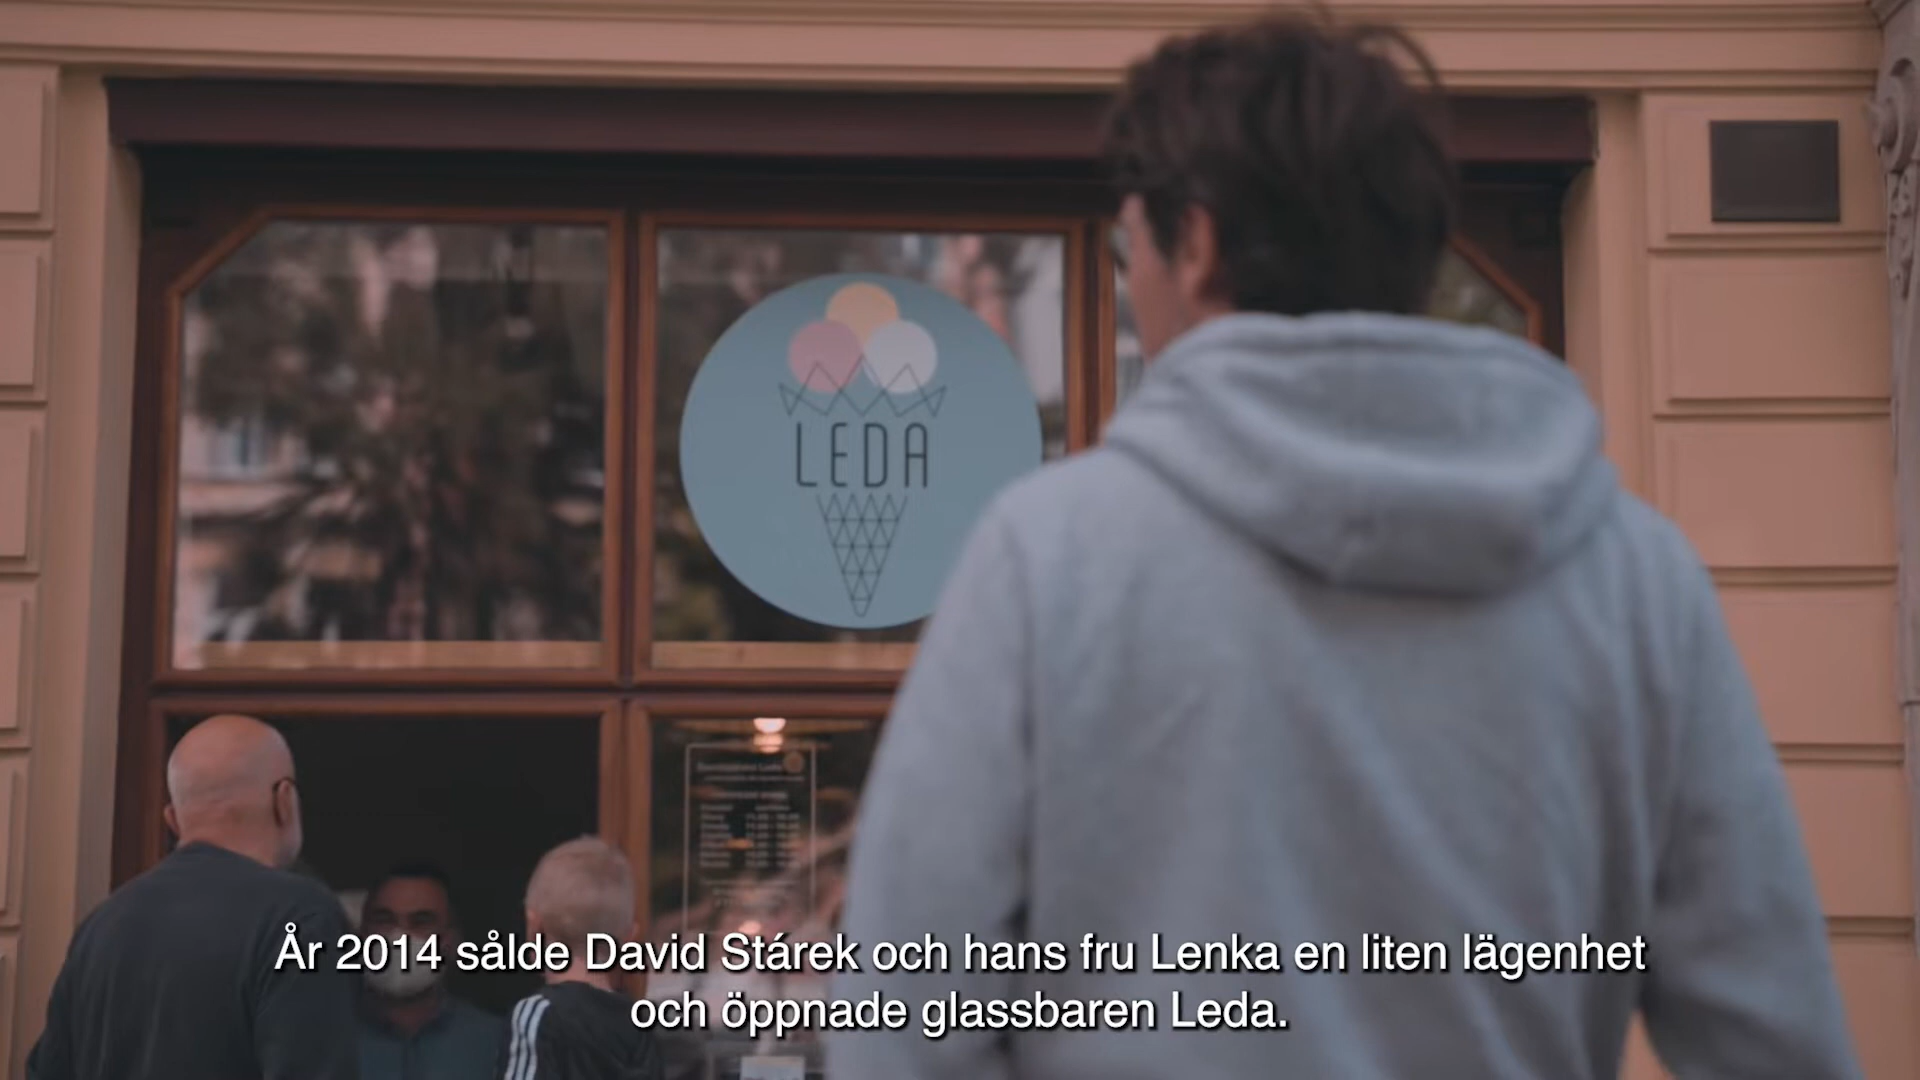 LEDA
År 2014 sålde David Stárek och hans fru Lenka en liten lägenhet
och öppnade glassbaren Leda.